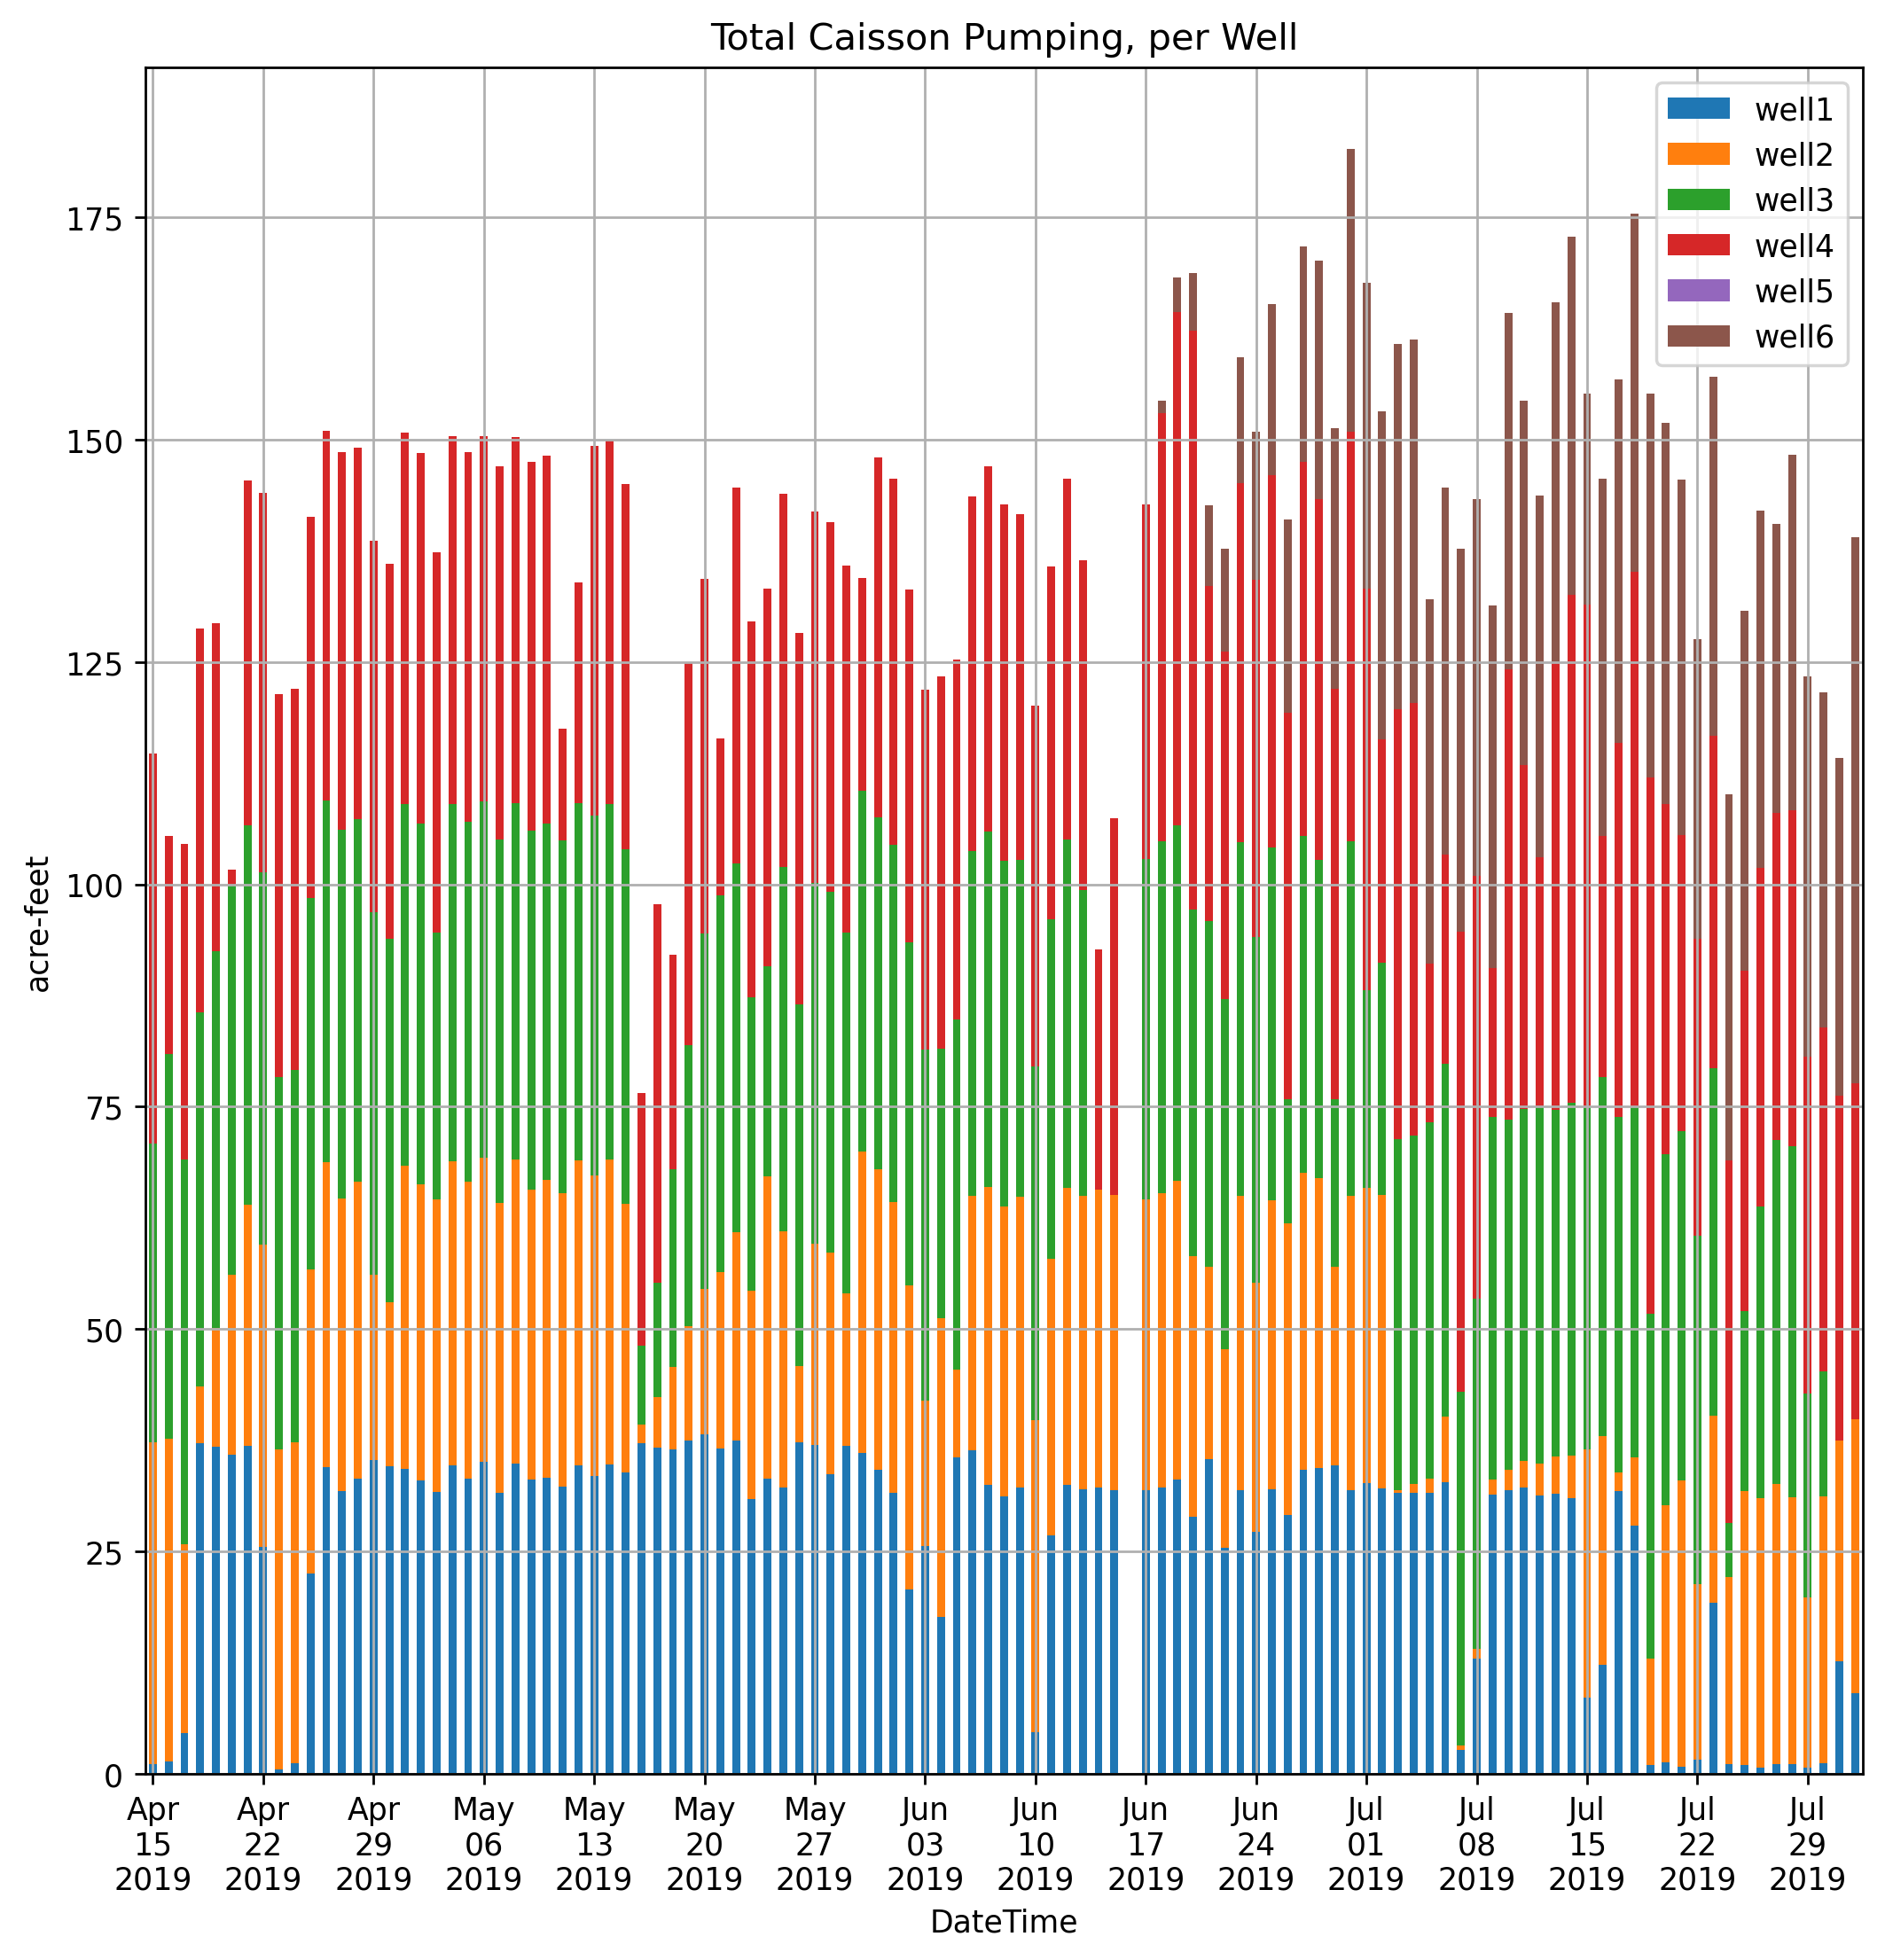 Total Caisson Pumping, per Well
well1
well2
well3
well4
well5
well6
acre-feet
175
150
125
100
75
50
25
0
Apr
15
2019
Apr
22
2019
Apr
29
2019
May
06
2019
May
13
2019
May
20
2019
May
27
2019
Jun
03
2019
Jun
10
2019
Jun
17
2019
Jun
24
2019
Jul
01
2019
Jul
08
2019
Jul
15
2019
Jul
22
2019
Jul
29
2019
DateTime